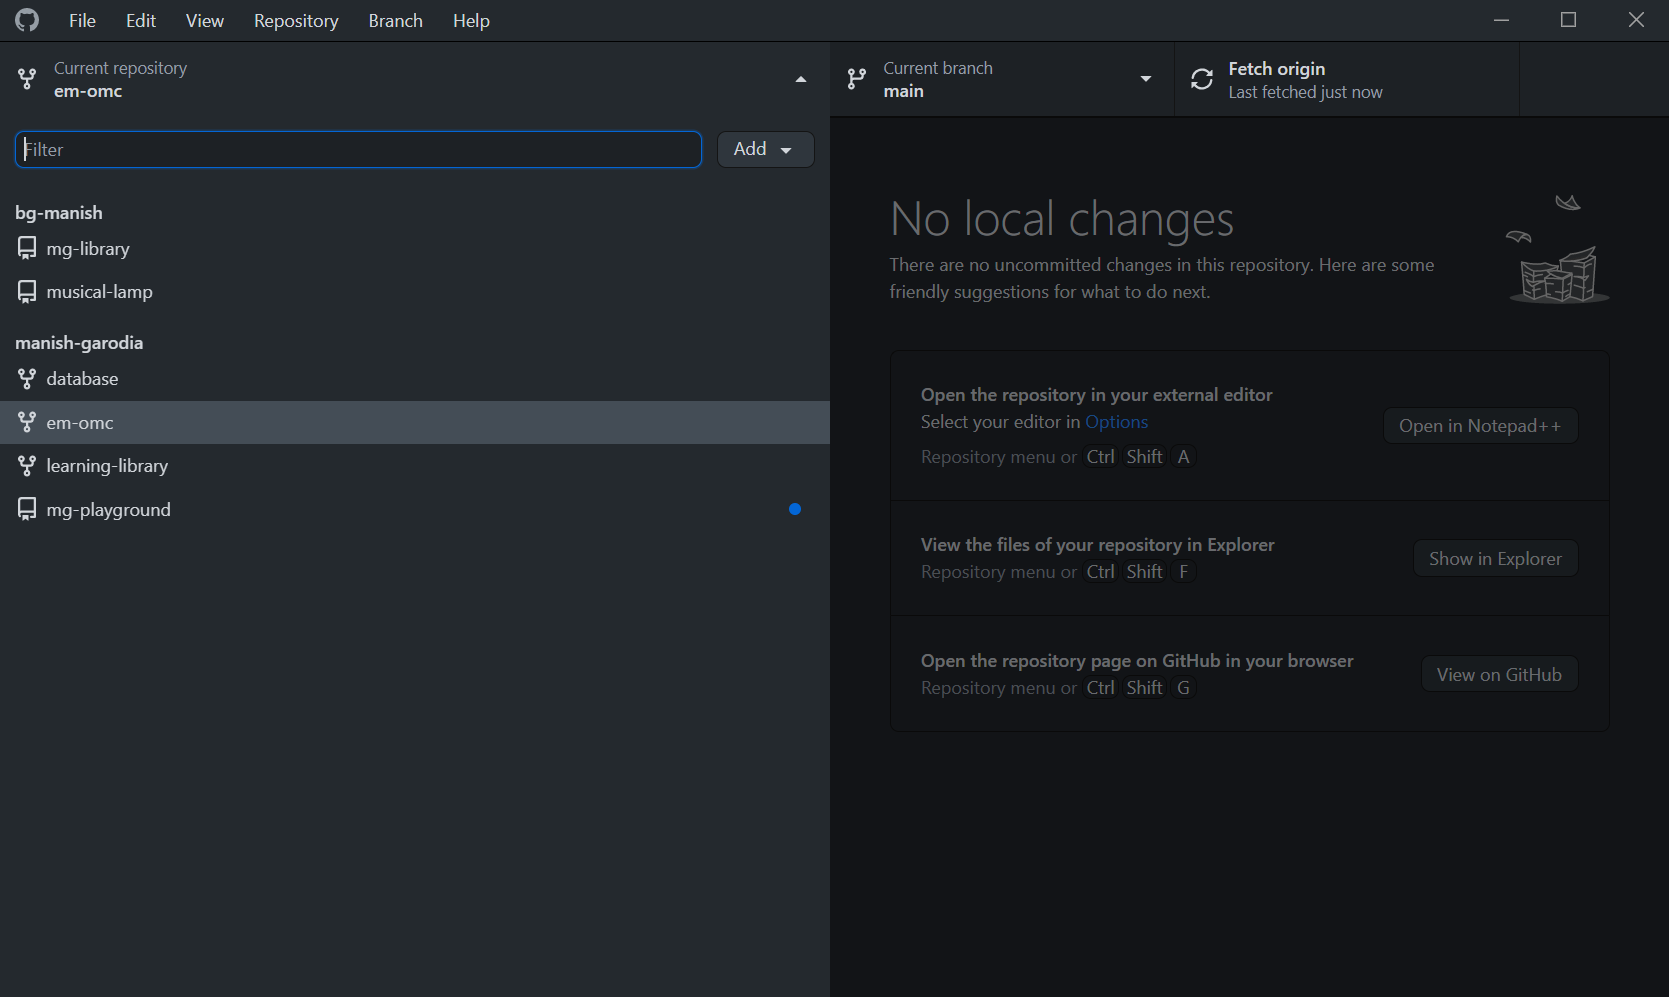 File Edit View Repository Branch Help
Current repository
em-omc
Current branch
main
Fetch origin
Last fetched just now
Filter
Add
bg-manish
mg-library
musical-lamp
manish-garodia
database
em-omc
learning-library
mg-playground
No local changes
There are no uncommitted changes in this repository. Here are some
friendly suggestions for what to do next.
Open the repository in your external editor
Select your editor in Options
Repository menu or Ctrl Shift A
Open in Notepad++
View the files of your repository in Explorer
Repository menu or Ctrl Shift F
Show in Explorer
Open the repository page on GitHub in your browser
Repository menu or Ctrl Shift G
View on GitHub